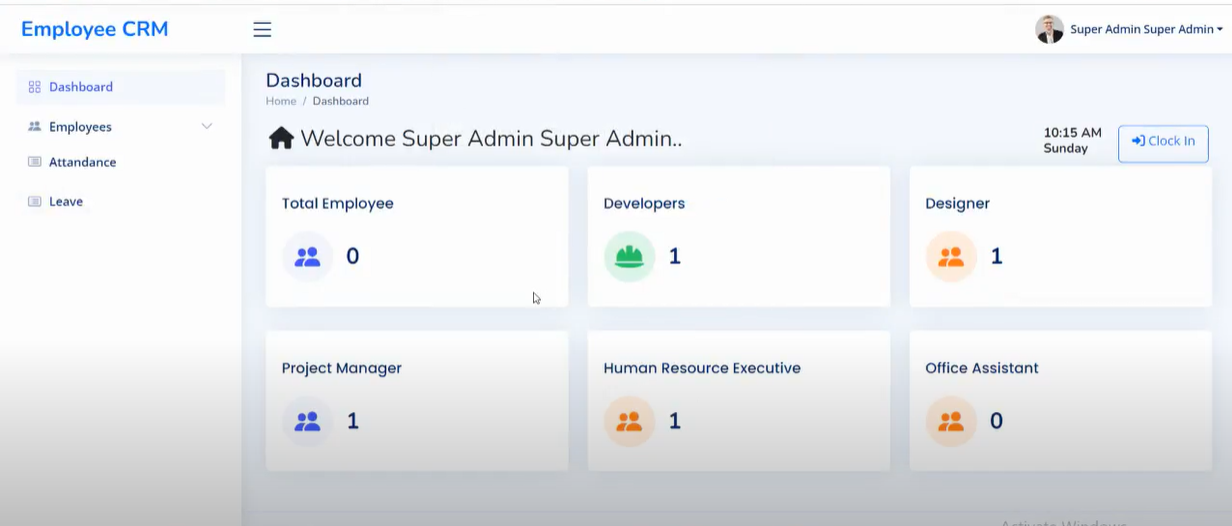 Employee CRM
Super Admin Super Admin
Dashboard
Employees
Attandance
Leave
Dashboard
Home / Dashboard
Welcome Super Admin Super Admin..
10:15 AM
Sunday
Clock In
Total Employee
0
Developers
1
Designer
1
Project Manager
1
Human Resource Executive
1
Office Assistant
0
Activate Windows